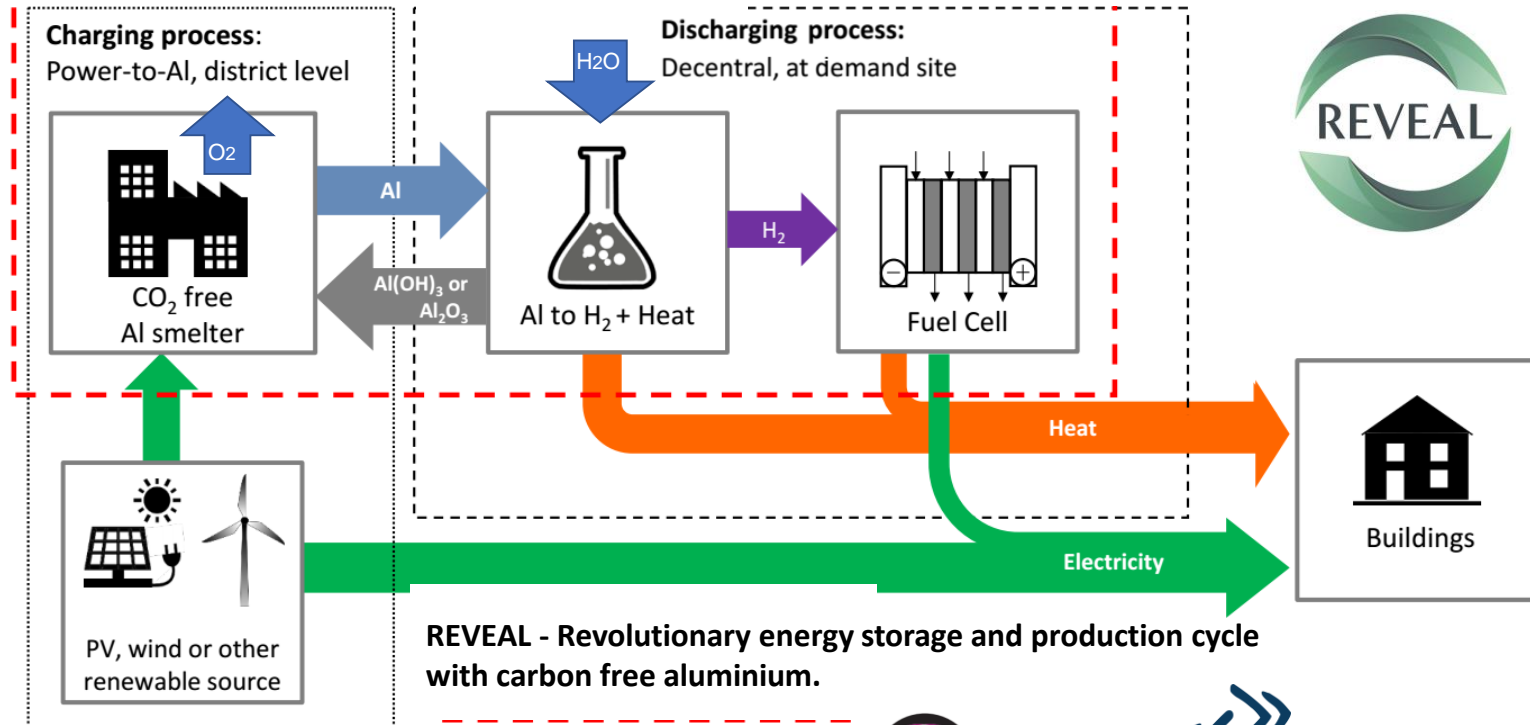 Charging process:
Power-to-Al, district level
O2
CO₂ free
Al smelter
Al
Al(OH)₃ or
Al₂O₃
Discharging process:
Decentral, at demand site
H2O
Al to H₂ + Heat
H₂
−
+
Fuel Cell
REVEAL
Heat
Buildings
Electricity
PV, wind or other
renewable source
REVEAL - Revolutionary energy storage and production cycle
with carbon free aluminium.